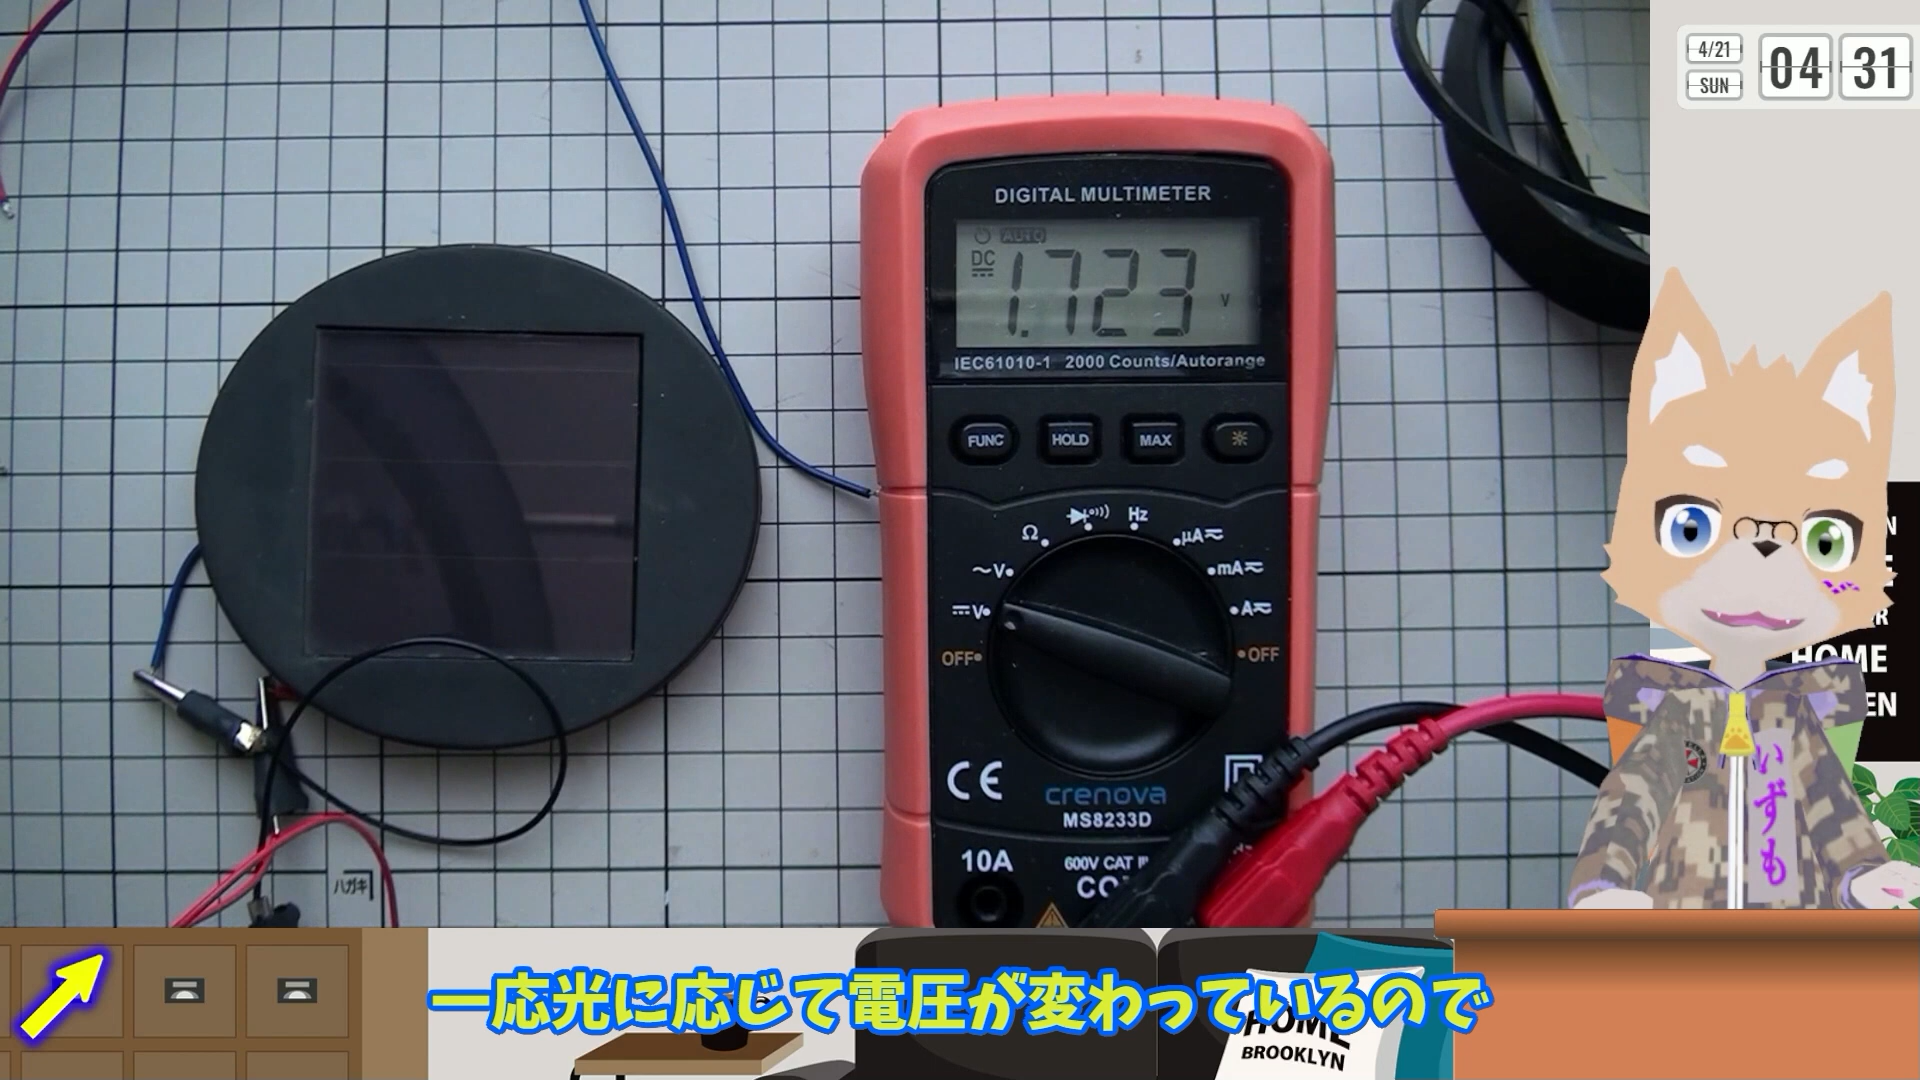 4/21
SUN
04 31
DIGITAL MULTIMETER
AUTO
DC
1.723
V
IEC61010-1 2000 Counts/Autorange
FUNC
HOLD
MAX
Ω
Hz
μA
mA
A
~V
V
OFF
OFF
CE
crenova
MS8233D
10A
600V CAT
ハガキ
HOME
EN
いずも
一応光に応じて電圧が変わっているので
HOME
BROOKLYN